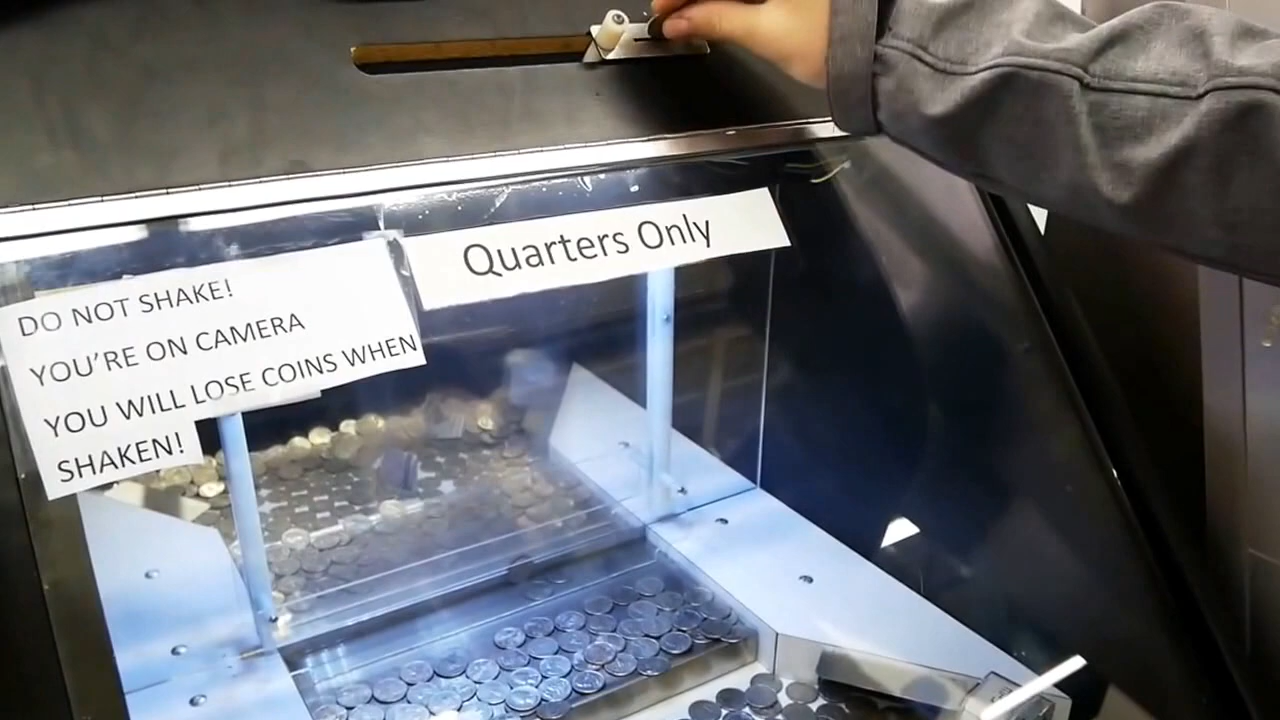 Quarters Only
DO NOT SHAKE!
YOU'RE ON CAMERA
YOU WILL LOSE COINS WHEN
SHAKEN!